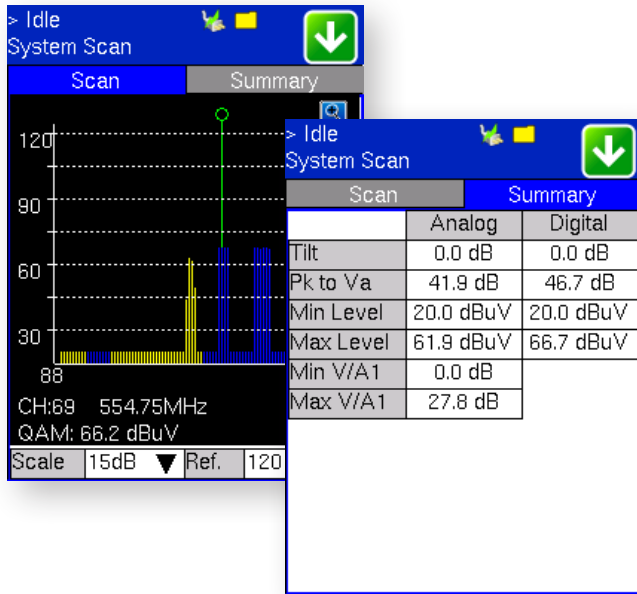 > Idle
System Scan
Scan Summary
120
90
60
30
88
CH:69 554.75MHz
QAM: 66.2 dBuV
Scale 15dB Ref. 120
> Idle
System Scan
Scan Summary
Analog Digital
Tilt 0.0 dB 0.0 dB
Pk to Va 41.9 dB 46.7 dB
Min Level 20.0 dBuV 20.0 dBuV
Max Level 61.9 dBuV 66.7 dBuV
Min V/A1 0.0 dB
Max V/A1 27.8 dB